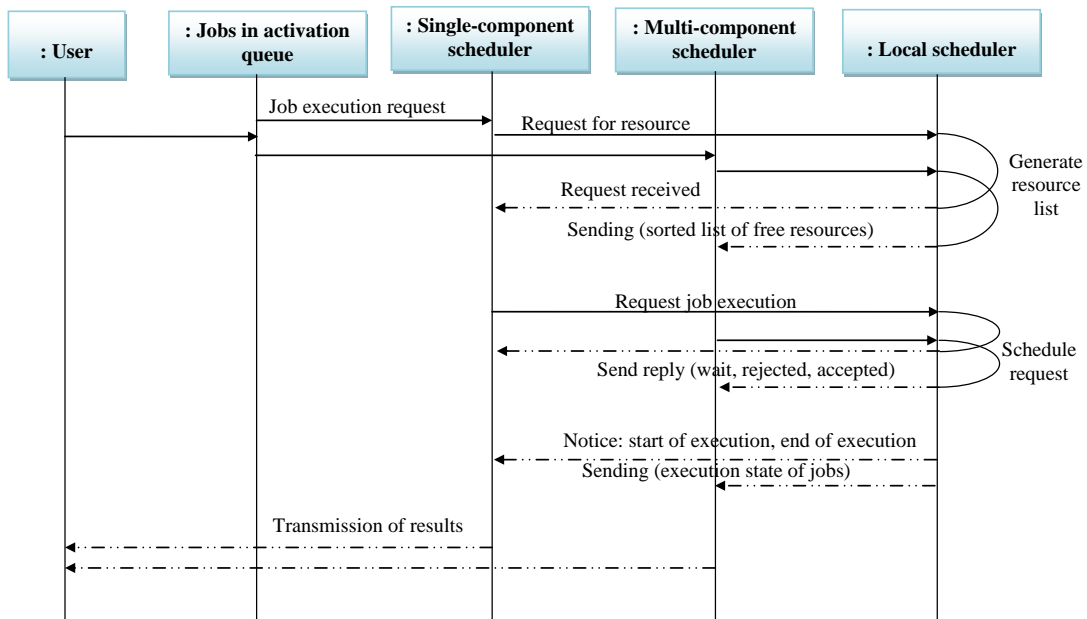 : User
: Jobs in activation
queue
: Single-component
scheduler
: Multi-component
scheduler
: Local scheduler
Job execution request
Request for resource
Generate
resource
list
Request received
Sending (sorted list of free resources)
Request job execution
Schedule
request
Send reply (wait, rejected, accepted)
Notice: start of execution, end of execution
Sending (execution state of jobs)
Transmission of results